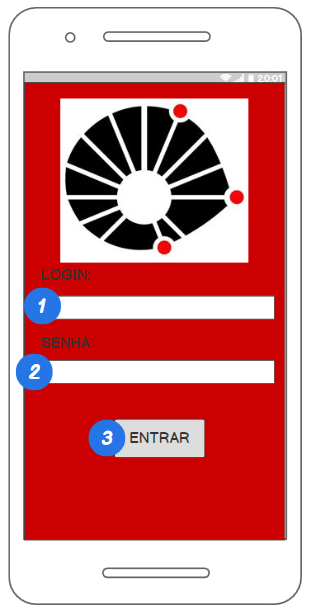 20:01
LOGIN:
1
SENHA:
2
3 ENTRAR